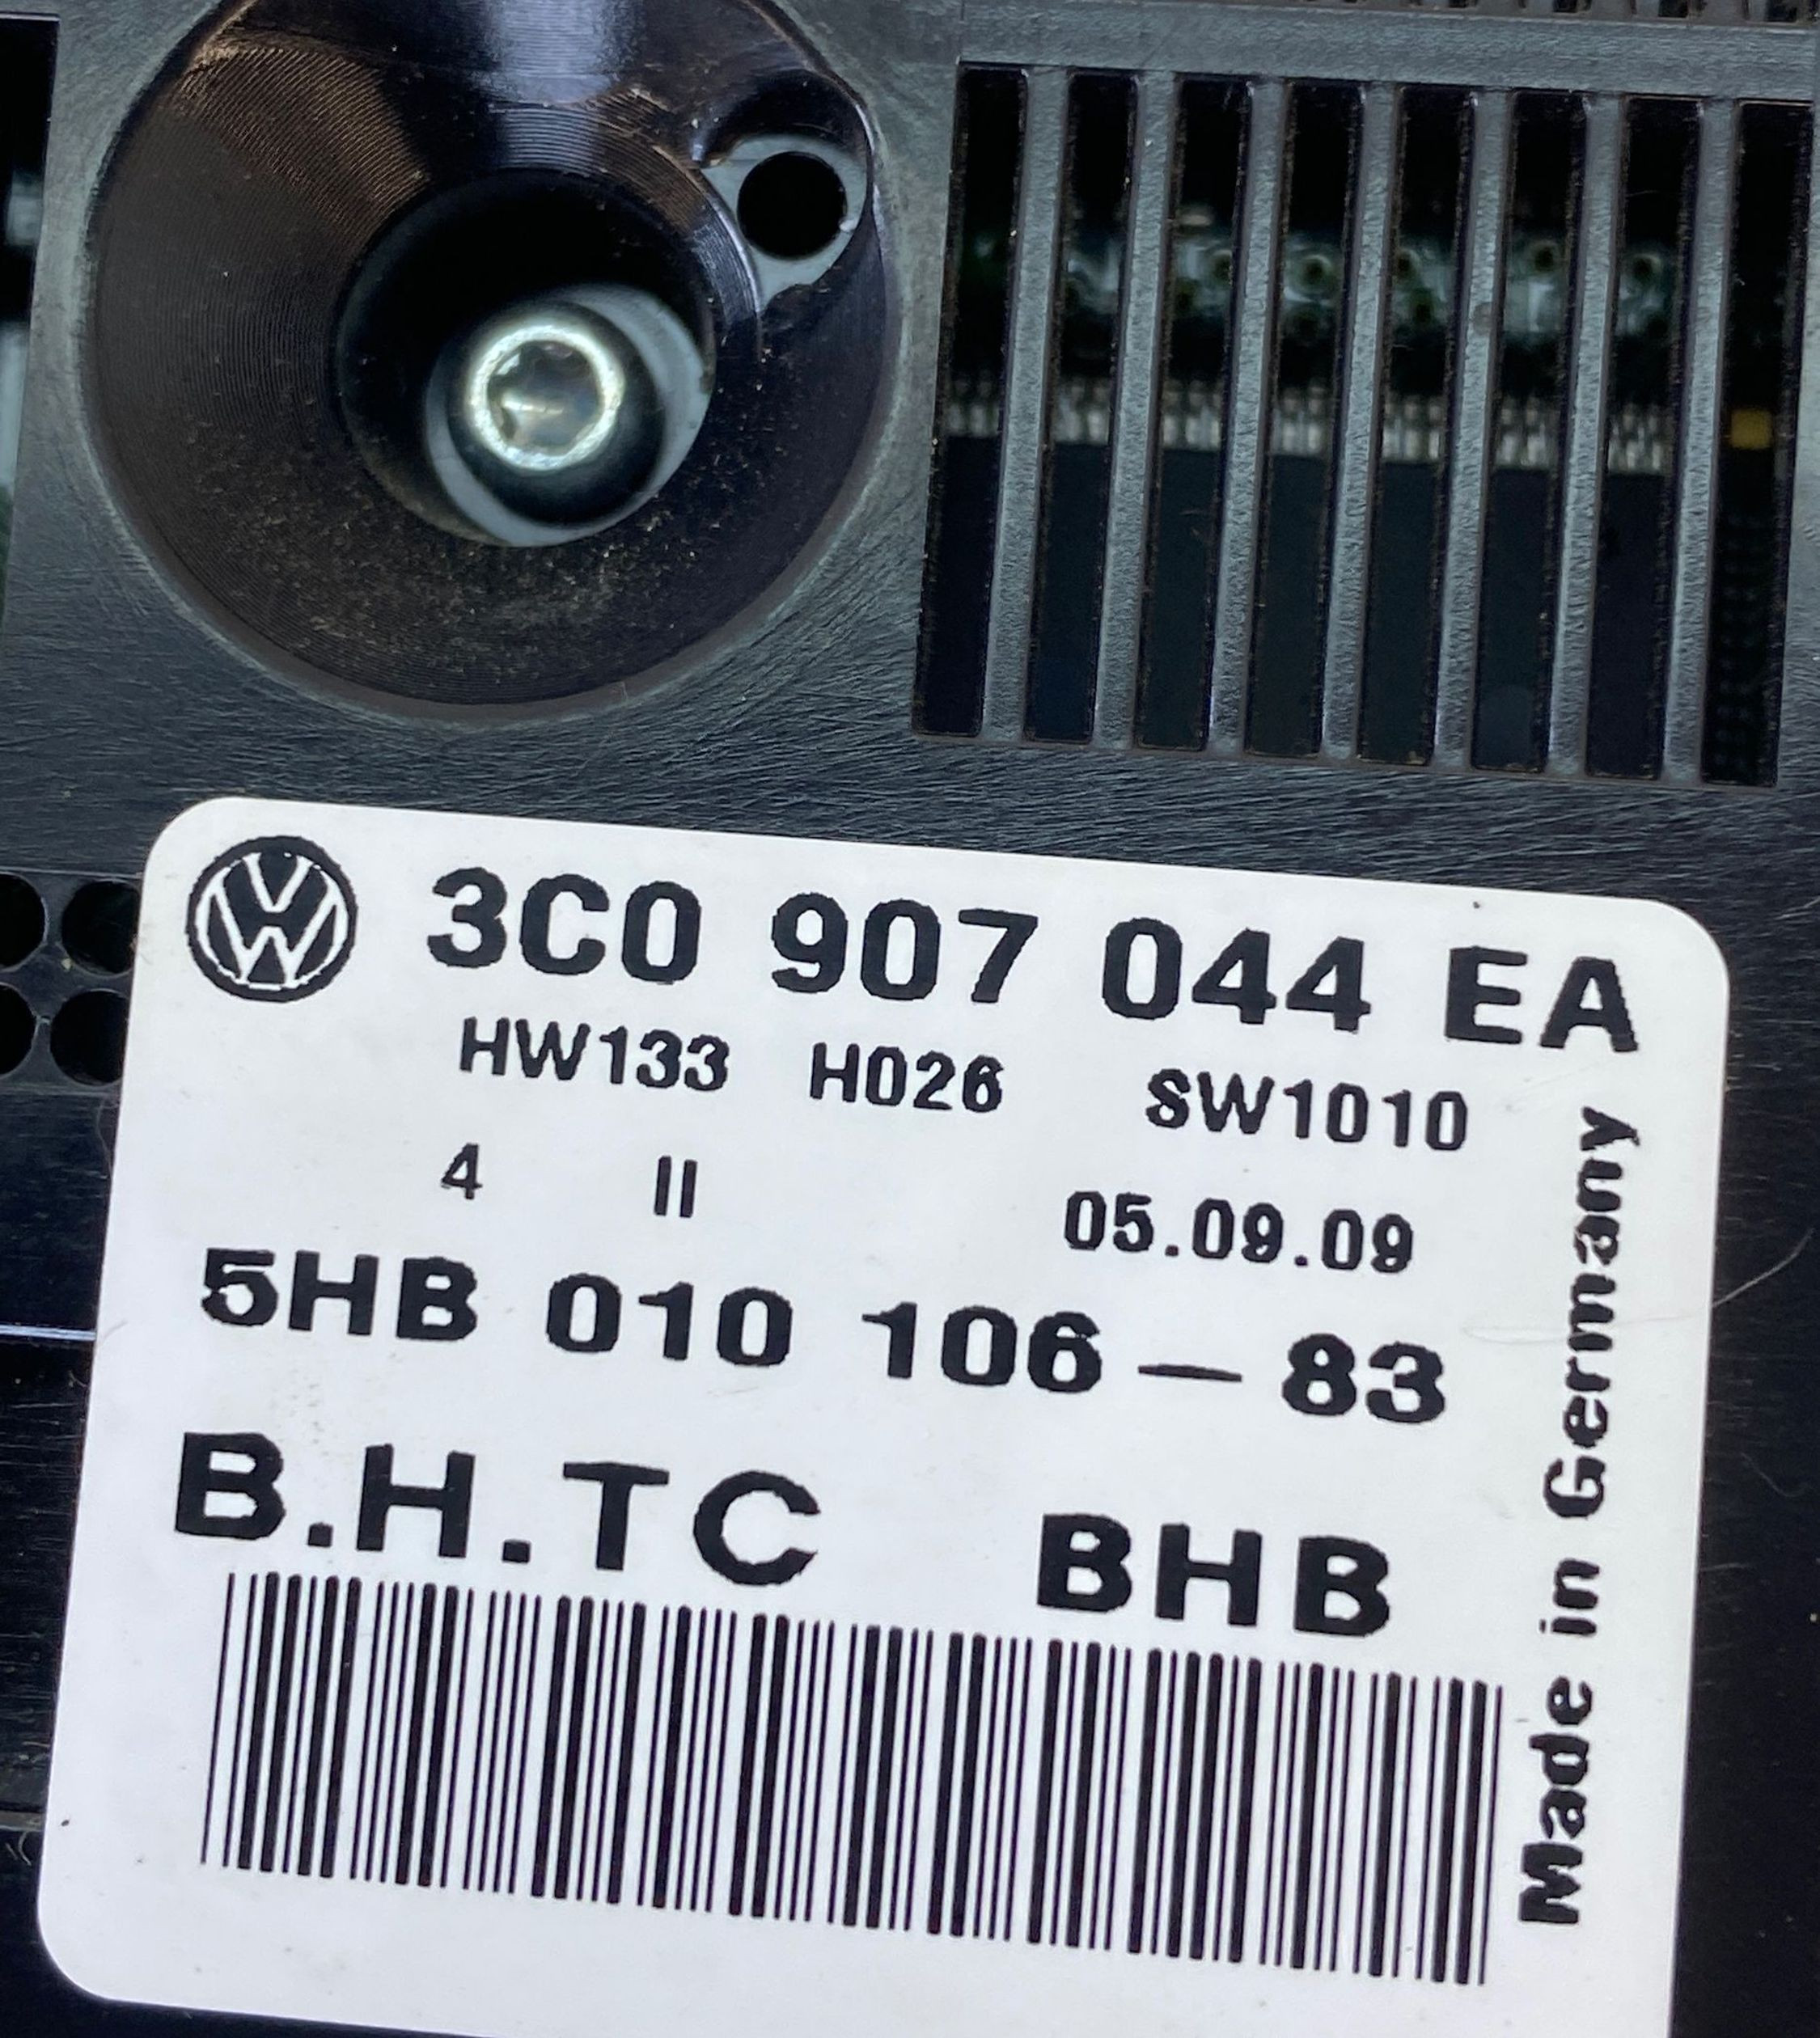 3C0 907 044 EA
HW133 H026 SW1010
4 II 05.09.09
5HB 010 106-83
B.H.TC BHB
Made in Germany